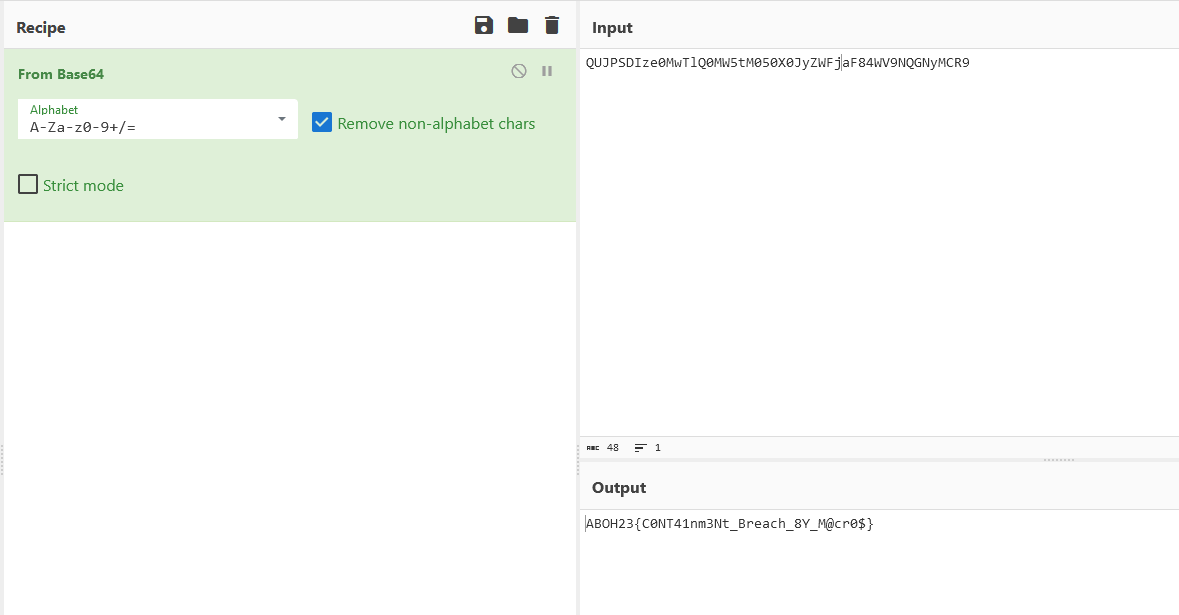 Recipe
From Base64
Alphabet
A-Za-z0-9+/=
Remove non-alphabet chars
Strict mode
Input
QUJPSDIze0MwTlQ0MW5tM050X0JyZWFjaF84WV9NQGNyMCR9
ABC 48 1
Output
ABOH23{C0NT41nm3Nt_Breach_8Y_M@cr0$}